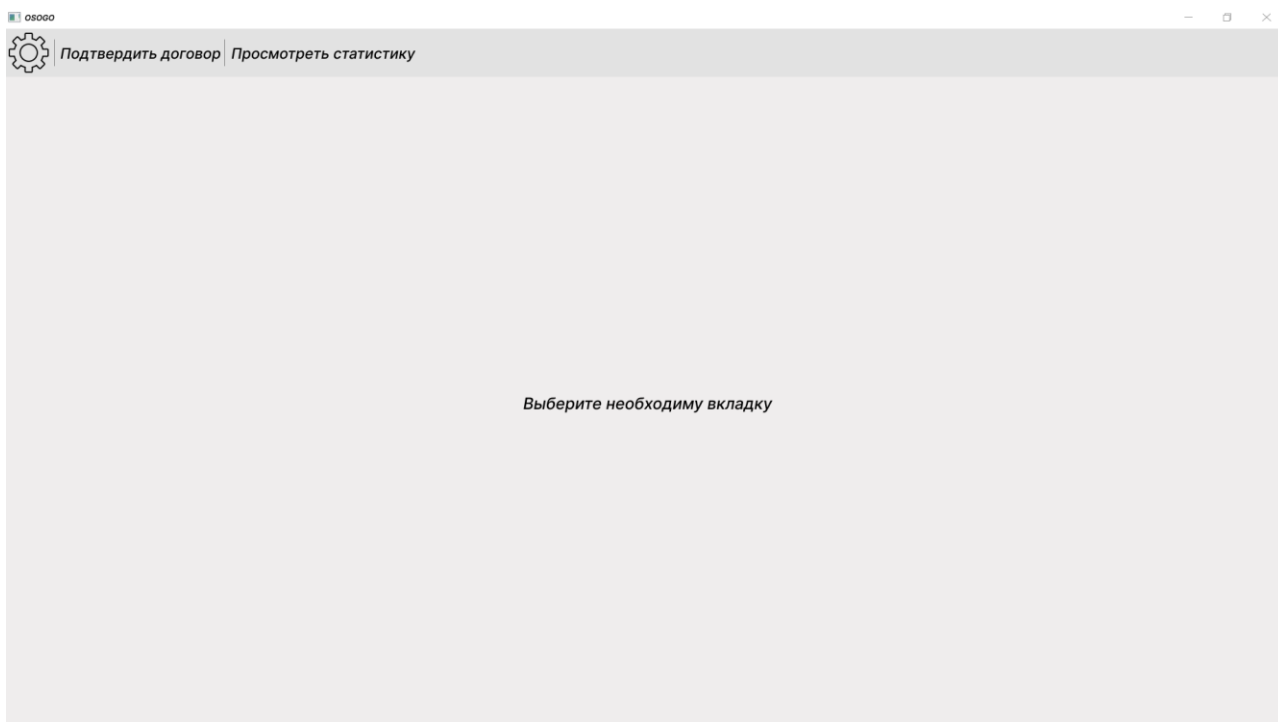 OSOGO
Подтвердить договор Просмотреть статистику
Выберите необходиму вкладку